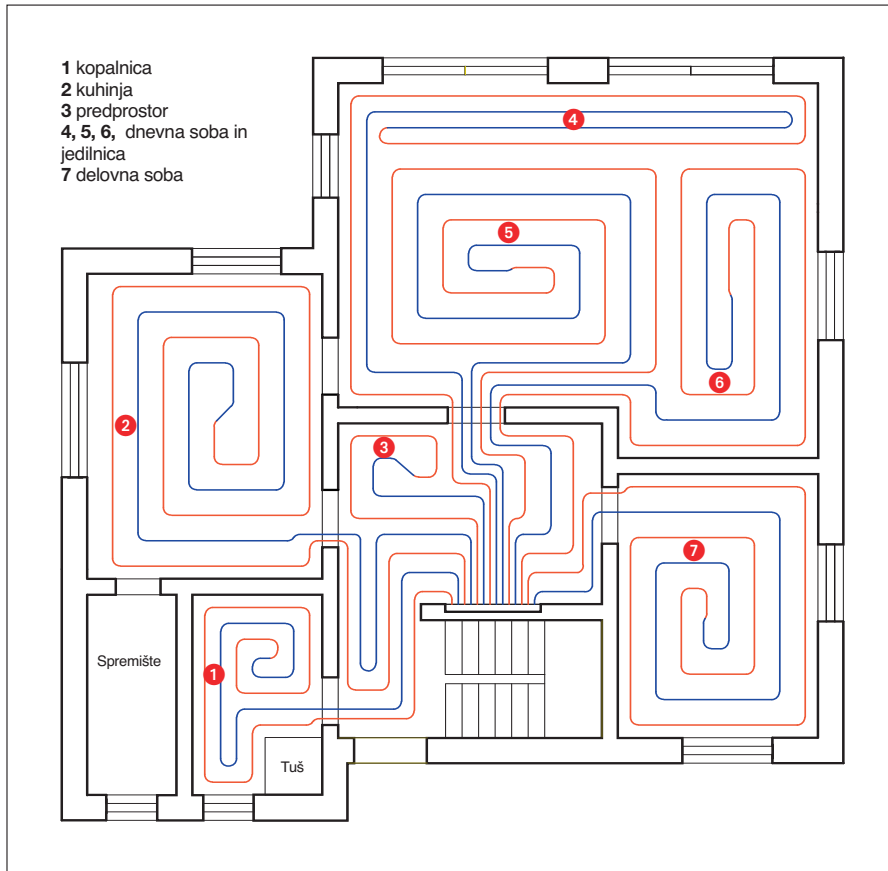 1 kopalnica
2 kuhinja
3 predprostor
4, 5, 6, dnevna soba in
jedilnica
7 delovna soba
4
5
6
2
3
7
Spremište
1
Tuš